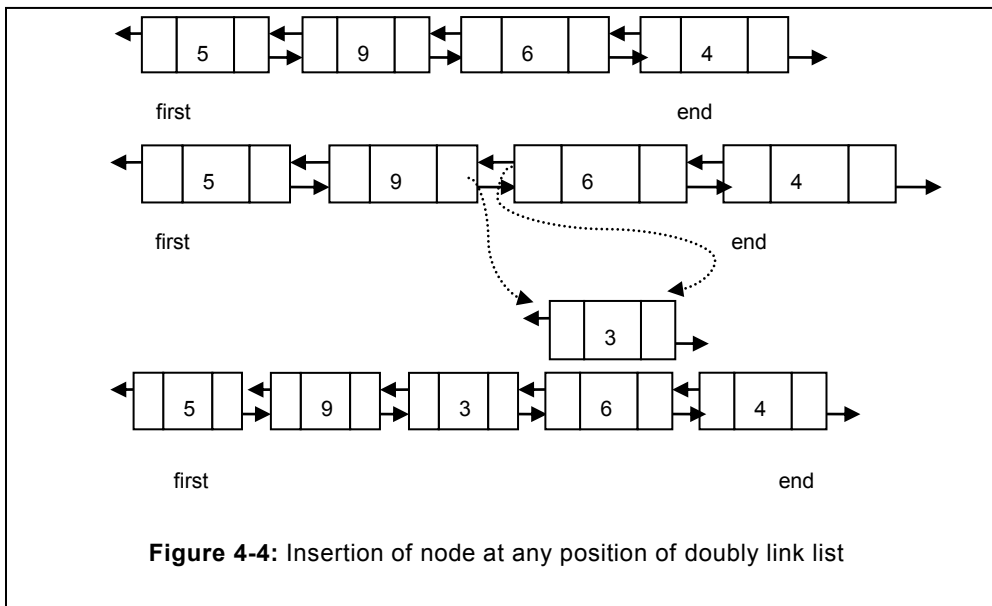 5 9 6 4
first end
5 9 6 4
first end
3
5 9 3 6 4
first end
Figure 4-4: Insertion of node at any position of doubly link list